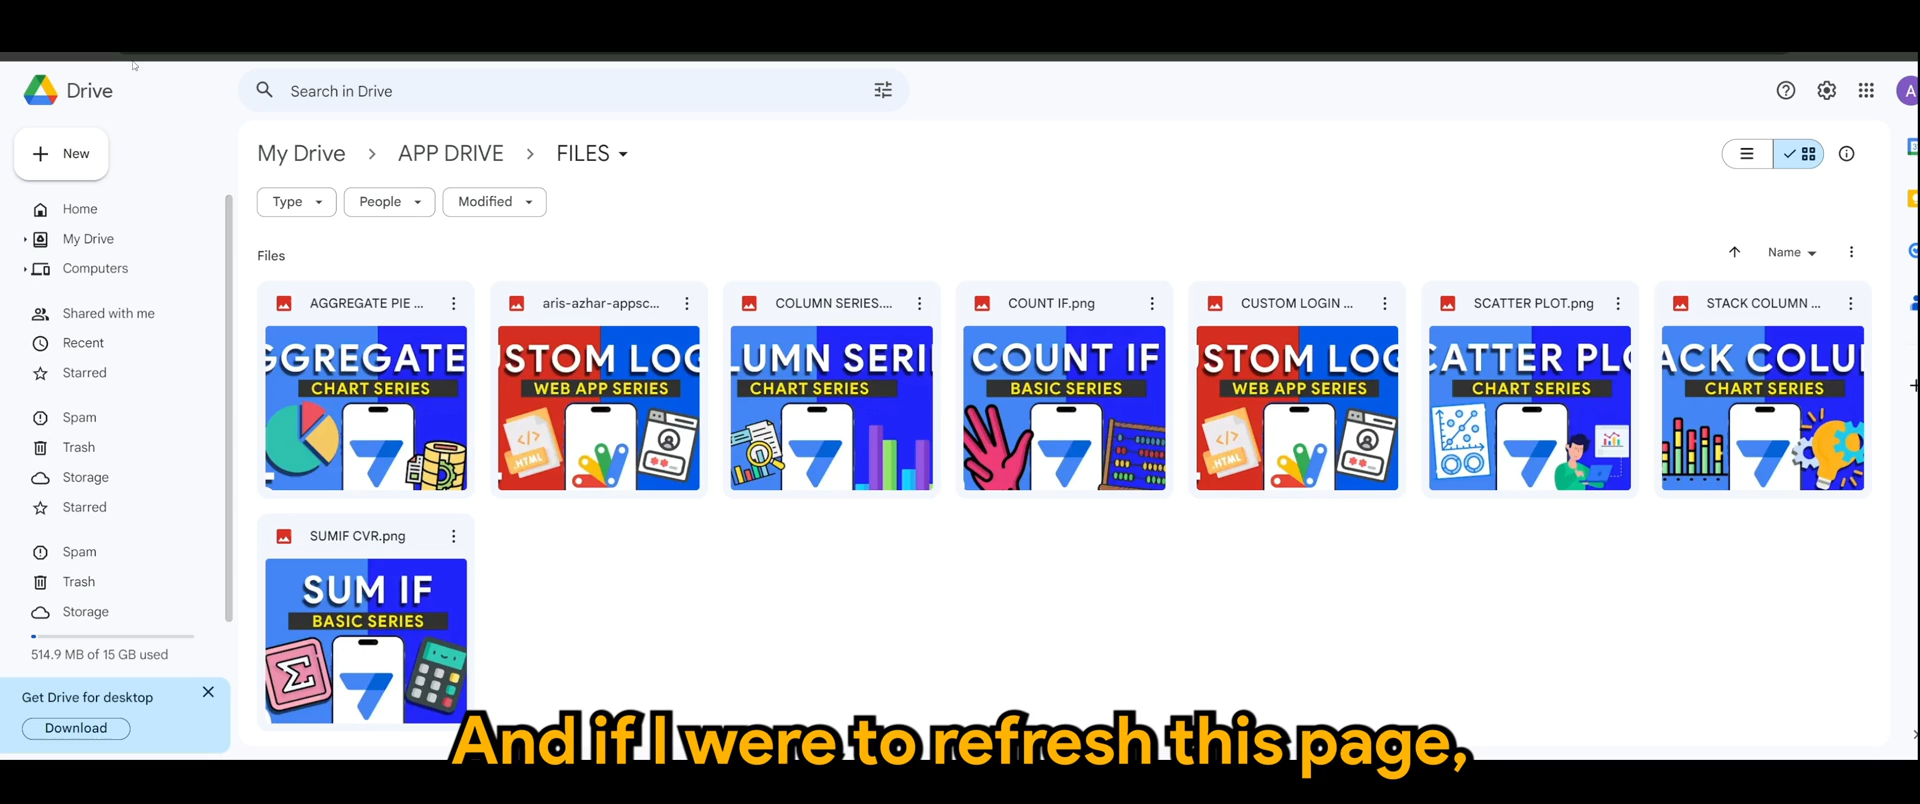 Drive
Search in Drive
A
New
My Drive > APP DRIVE > FILES
Type
People
Modified
Home
My Drive
Computers
Shared with me
Recent
Starred
Spam
Trash
Storage
Starred
Spam
Trash
Storage
514.9 MB of 15 GB used
Get Drive for desktop
Download
Files
Name
AGGREGATE PIE ...
GGREGATE
CHART SERIES
aris-azhar-appsc...
STOM LOG
WEB APP SERIES
</>
HTML
COLUMN SERIES....
LUMN SERI
CHART SERIES
COUNT IF.png
COUNT IF
BASIC SERIES
CUSTOM LOGIN ...
STOM LOG
WEB APP SERIES
</>
HTML
SCATTER PLOT.png
CATTER PLO
CHART SERIES
STACK COLUMN ...
ACK COLU
CHART SERIES
SUMIF CVR.png
SUM IF
BASIC SERIES
Σ
And if I were to refresh this page,